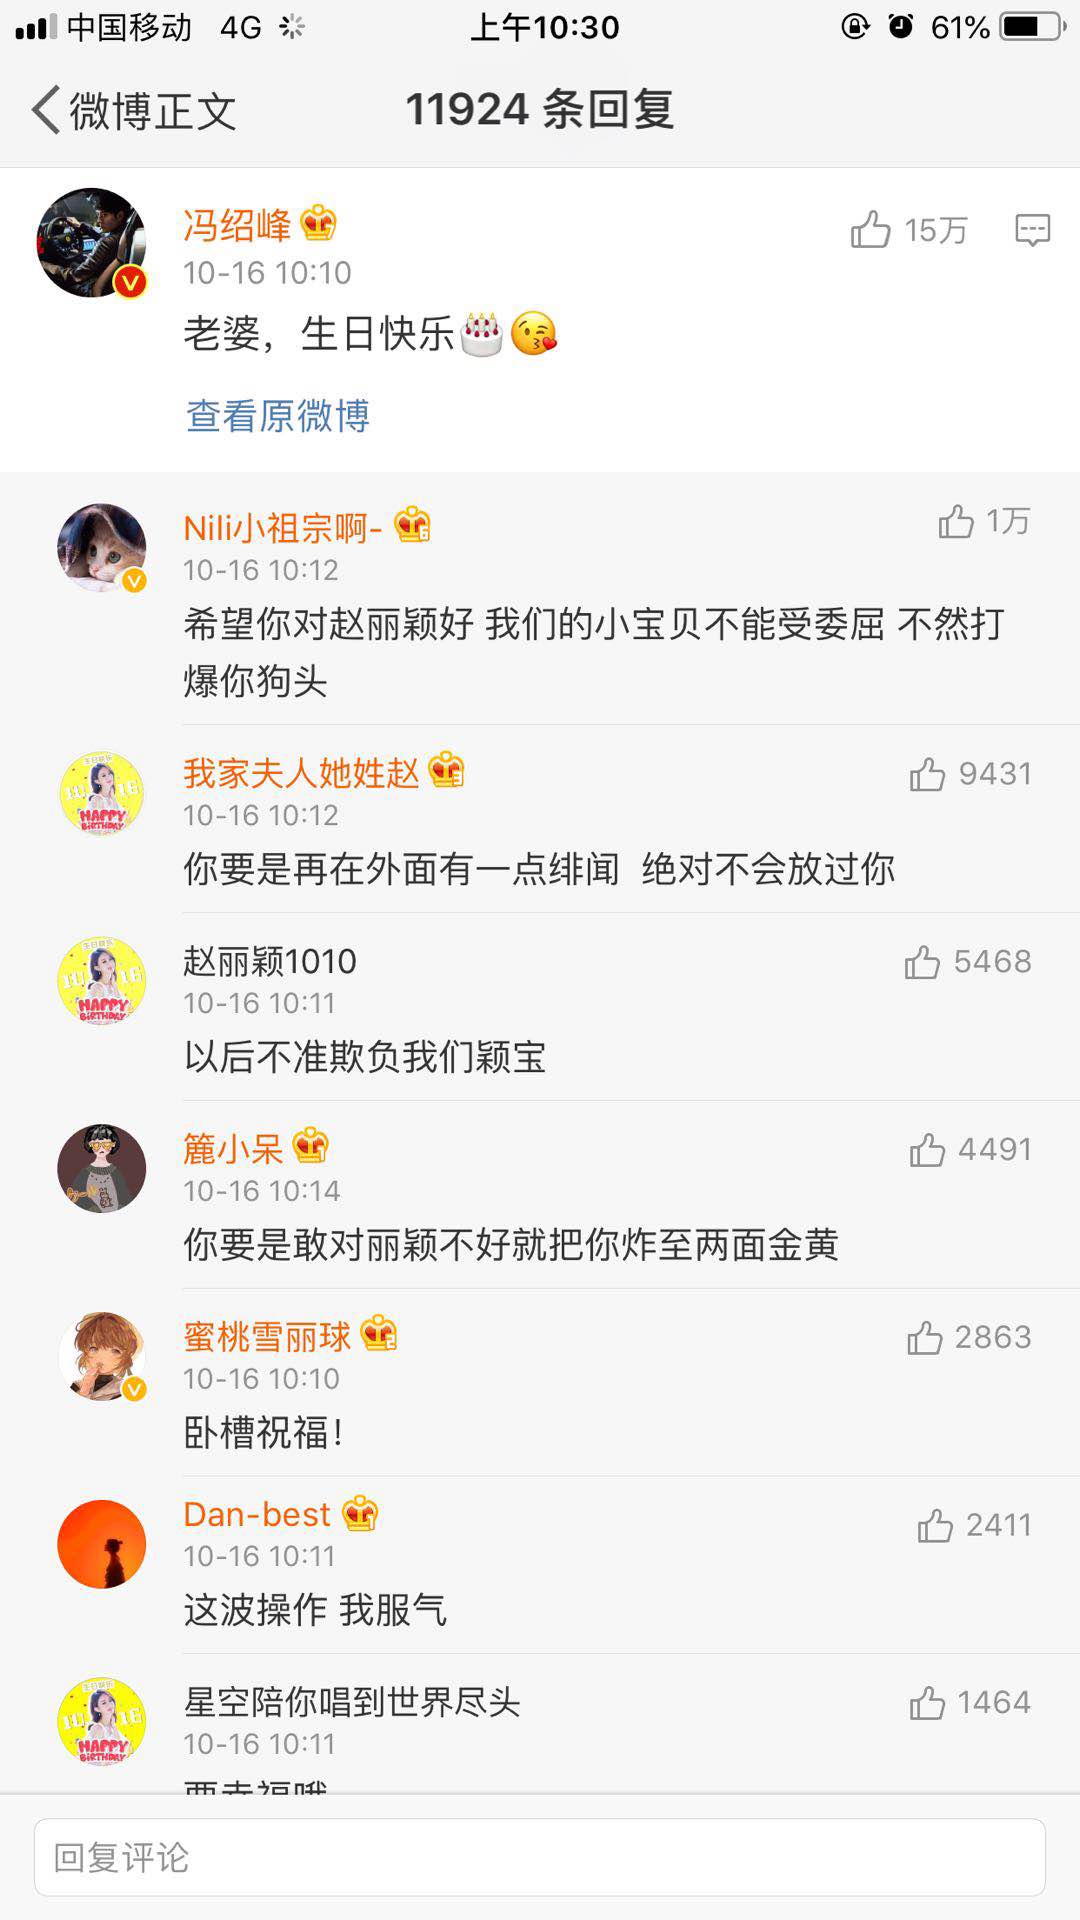 中国移动 4G 上午10:30 61%
微博正文 11924 条回复
冯绍峰 15万
10-16 10:10
老婆，生日快乐🎂😘
查看原微博
Nili小祖宗啊- 1万
10-16 10:12
希望你对赵丽颖好 我们的小宝贝不能受委屈 不然打
爆你狗头
我家夫人她姓赵 9431
10-16 10:12
你要是再在外面有一点绯闻 绝对不会放过你
赵丽颖1010 5468
10-16 10:11
以后不准欺负我们颖宝
簏小呆 4491
10-16 10:14
你要是敢对丽颖不好就把你炸至两面金黄
蜜桃雪丽球 2863
10-16 10:10
卧槽祝福！
Dan-best 2411
10-16 10:11
这波操作 我服气
星空陪你唱到世界尽头 1464
10-16 10:11
要幸福哦
回复评论